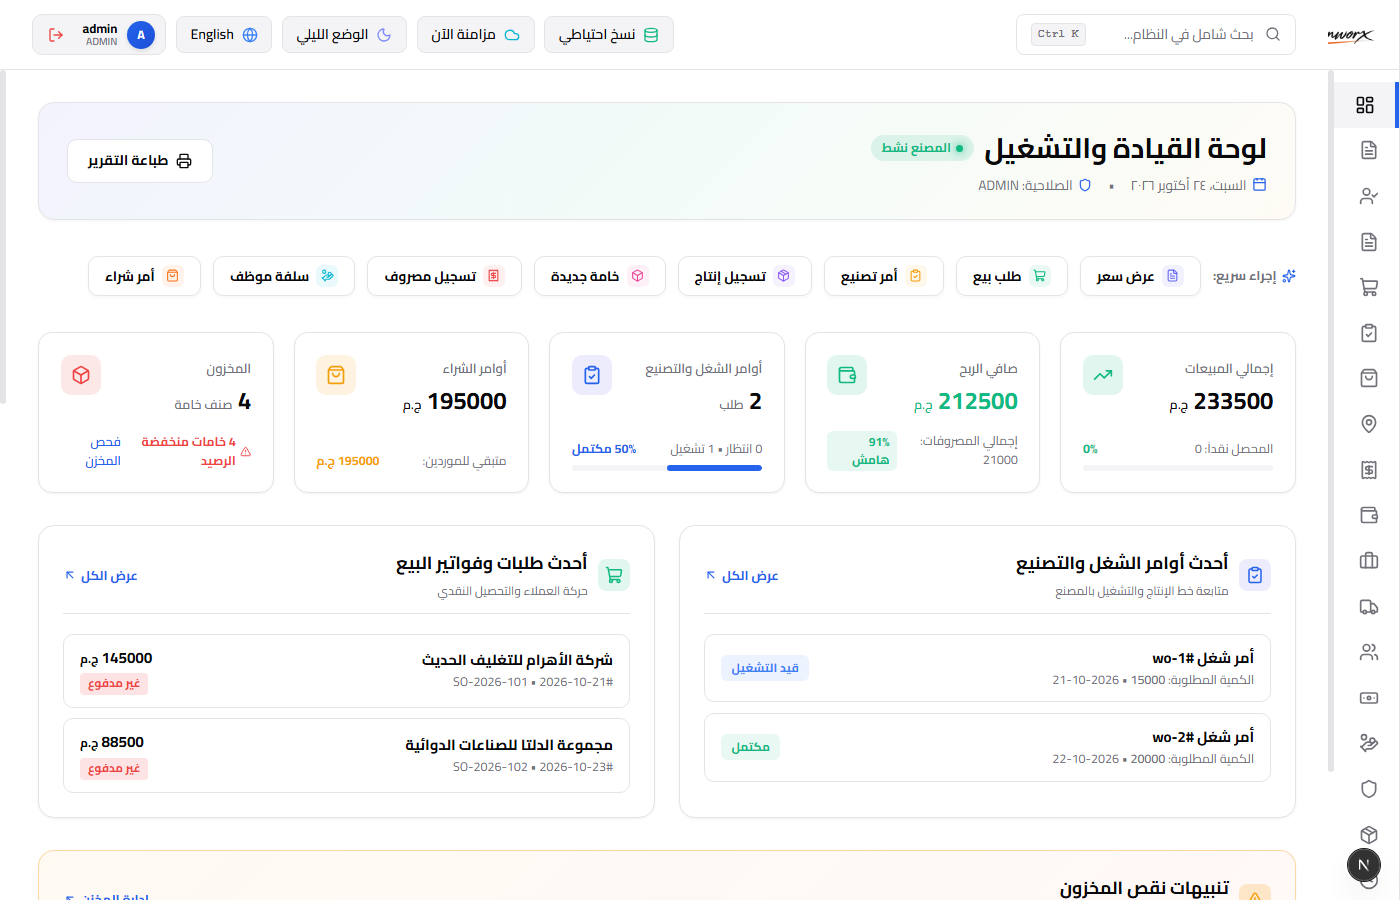 nworx
بحث شامل في النظام...
Ctrl K
نسخ احتياطي
مزامنة الآن
الوضع الليلي
English
admin
ADMIN
A
لوحة القيادة والتشغيل
المصنع نشط
السبت، ٢٤ أكتوبر ٢٠٢٦ • الصلاحية: ADMIN
طباعة التقرير
إجراء سريع:
عرض سعر
طلب بيع
أمر تصنيع
تسجيل إنتاج
خامة جديدة
تسجيل مصروف
سلفة موظف
أمر شراء
إجمالي المبيعات
233500 ج.م
المحصل نقداً: 0
0%
صافي الربح
212500 ج.م
إجمالي المصروفات:
21000
91%
هامش
أوامر الشغل والتصنيع
2 طلب
0 انتظار • 1 تشغيل
50% مكتمل
أوامر الشراء
195000 ج.م
متبقي للموردين:
195000 ج.م
المخزون
4 صنف خامة
4 خامات منخفضة
الرصيد
فحص
المخزن
أحدث أوامر الشغل والتصنيع
متابعة خط الإنتاج والتشغيل بالمصنع
عرض الكل
أمر شغل #wo-1
الكمية المطلوبة: 15000 • 2026-10-21
قيد التشغيل
أمر شغل #wo-2
الكمية المطلوبة: 20000 • 2026-10-22
مكتمل
أحدث طلبات وفواتير البيع
حركة العملاء والتحصيل النقدي
عرض الكل
شركة الأهرام للتغليف الحديث
#SO-2026-101 • 2026-10-21
145000 ج.م
غير مدفوع
مجموعة الدلتا للصناعات الدوائية
#SO-2026-102 • 2026-10-23
88500 ج.م
غير مدفوع
تنبيهات نقص المخزون
إدارة المخزن
N